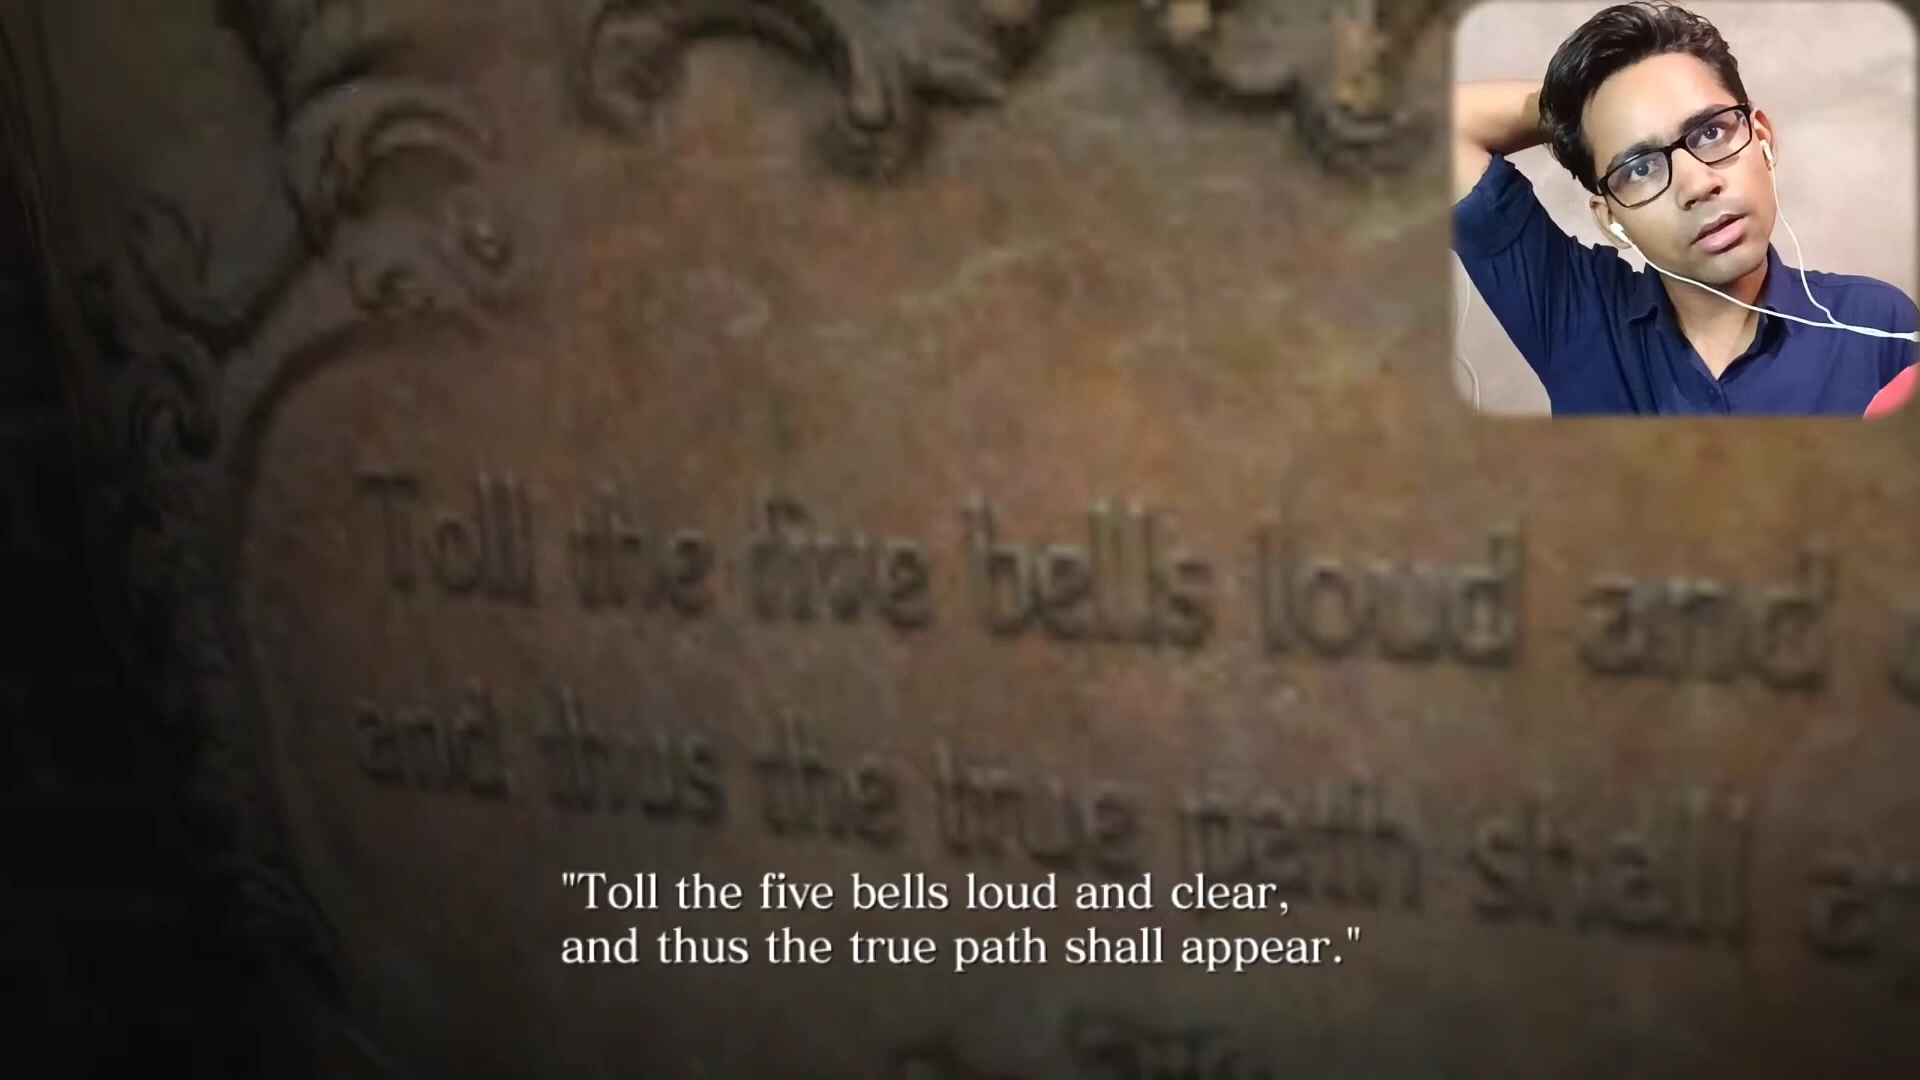 Toll the five bells loud and
and thus the true path shall
"Toll the five bells loud and clear,
and thus the true path shall appear."